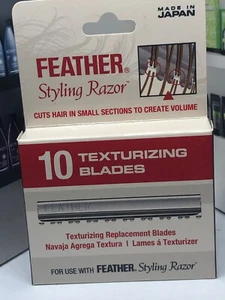 MADE IN
JAPAN
FEATHER®
Styling Razor®
CUTS HAIR IN SMALL SECTIONS TO CREATE VOLUME
10 TEXTURIZING
BLADES
FEATHER
Texturizing Replacement Blades
Navaja Agrega Textura | Lames à Texturizer
FOR USE WITH FEATHER® Styling Razor®